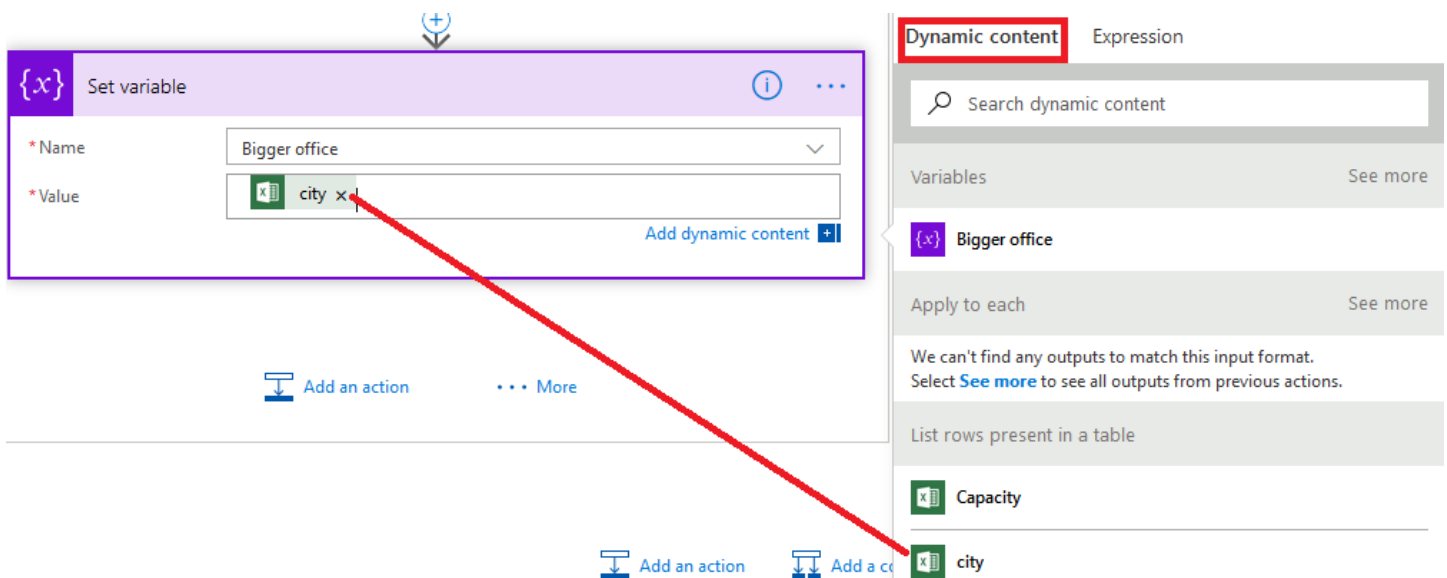 Dynamic content Expression
{x} Set variable
Search dynamic content
*Name Bigger office
Variables See more
*Value city ×
Add dynamic content
{x} Bigger office
Apply to each See more
We can't find any outputs to match this input format.
Select See more to see all outputs from previous actions.
Add an action ··· More
List rows present in a table
Capacity
Add an action Add a co
city